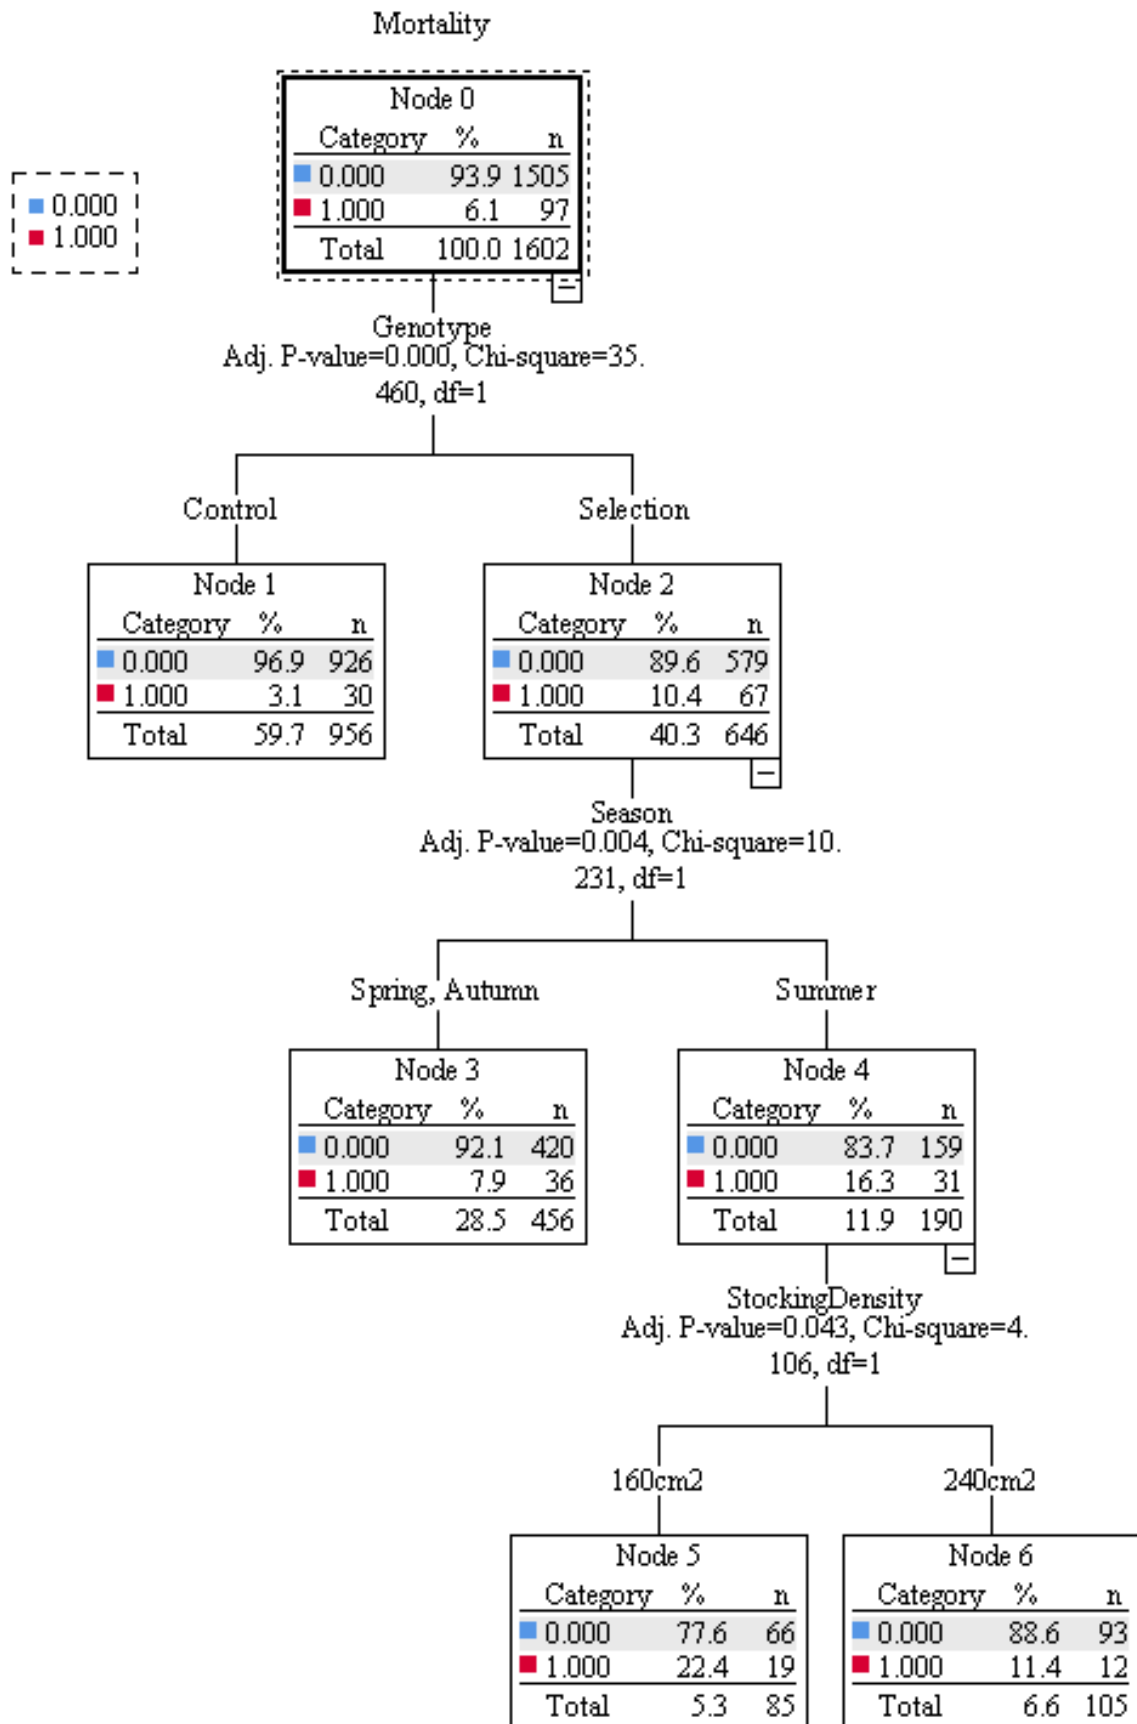 Mortality
Node 0
Category % n
0.000 93.9 1505
1.000 6.1 97
Total 100.0 1602
0.000
1.000
Genotype
Adj. P-value=0.000, Chi-square=35.
460, df=1
Control
Selection
Node 1
Category % n
0.000 96.9 926
1.000 3.1 30
Total 59.7 956
Node 2
Category % n
0.000 89.6 579
1.000 10.4 67
Total 40.3 646
Season
Adj. P-value=0.004, Chi-square=10.
231, df=1
Spring, Autumn
Summer
Node 3
Category % n
0.000 92.1 420
1.000 7.9 36
Total 28.5 456
Node 4
Category % n
0.000 83.7 159
1.000 16.3 31
Total 11.9 190
StockingDensity
Adj. P-value=0.043, Chi-square=4.
106, df=1
160cm2
240cm2
Node 5
Category % n
0.000 77.6 66
1.000 22.4 19
Total 5.3 85
Node 6
Category % n
0.000 88.6 93
1.000 11.4 12
Total 6.6 105